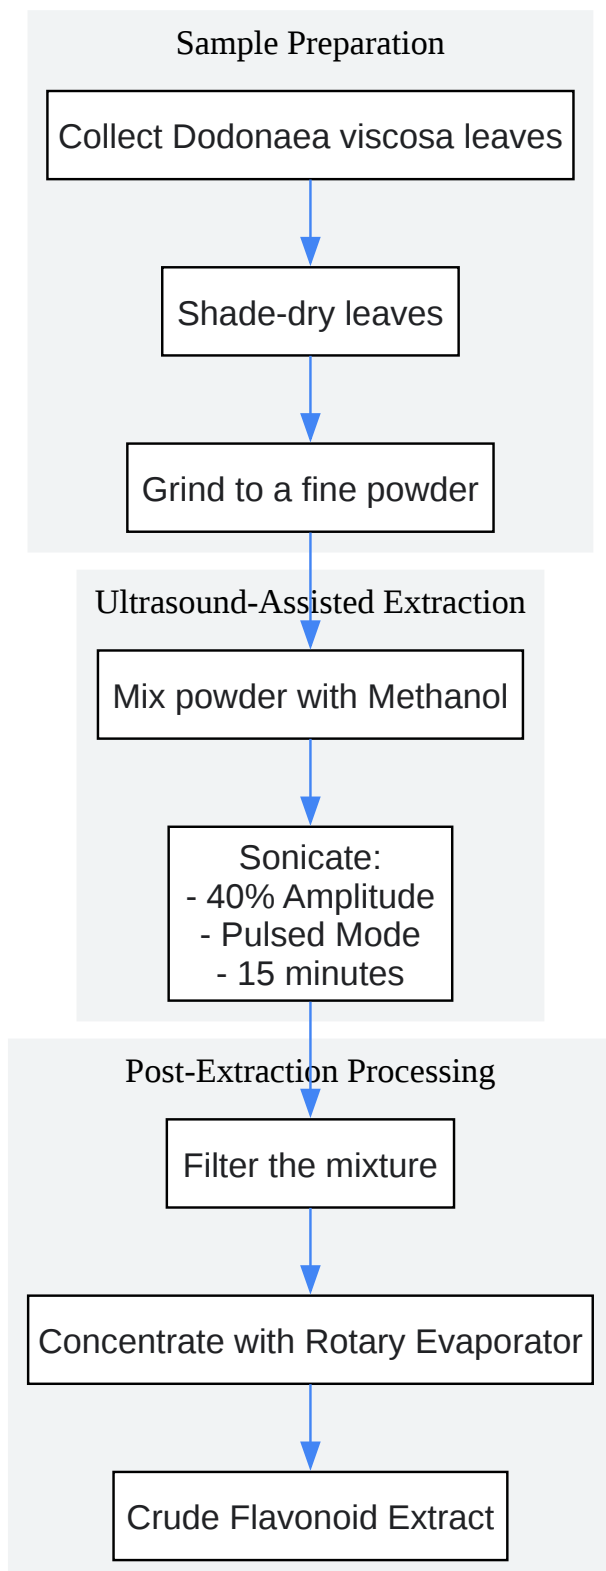 Sample Preparation
Collect Dodonaea viscosa leaves
Shade-dry leaves
Grind to a fine powder
Ultrasound-Assisted Extraction
Mix powder with Methanol
Sonicate:
- 40% Amplitude
- Pulsed Mode
- 15 minutes
Post-Extraction Processing
Filter the mixture
Concentrate with Rotary Evaporator
Crude Flavonoid Extract